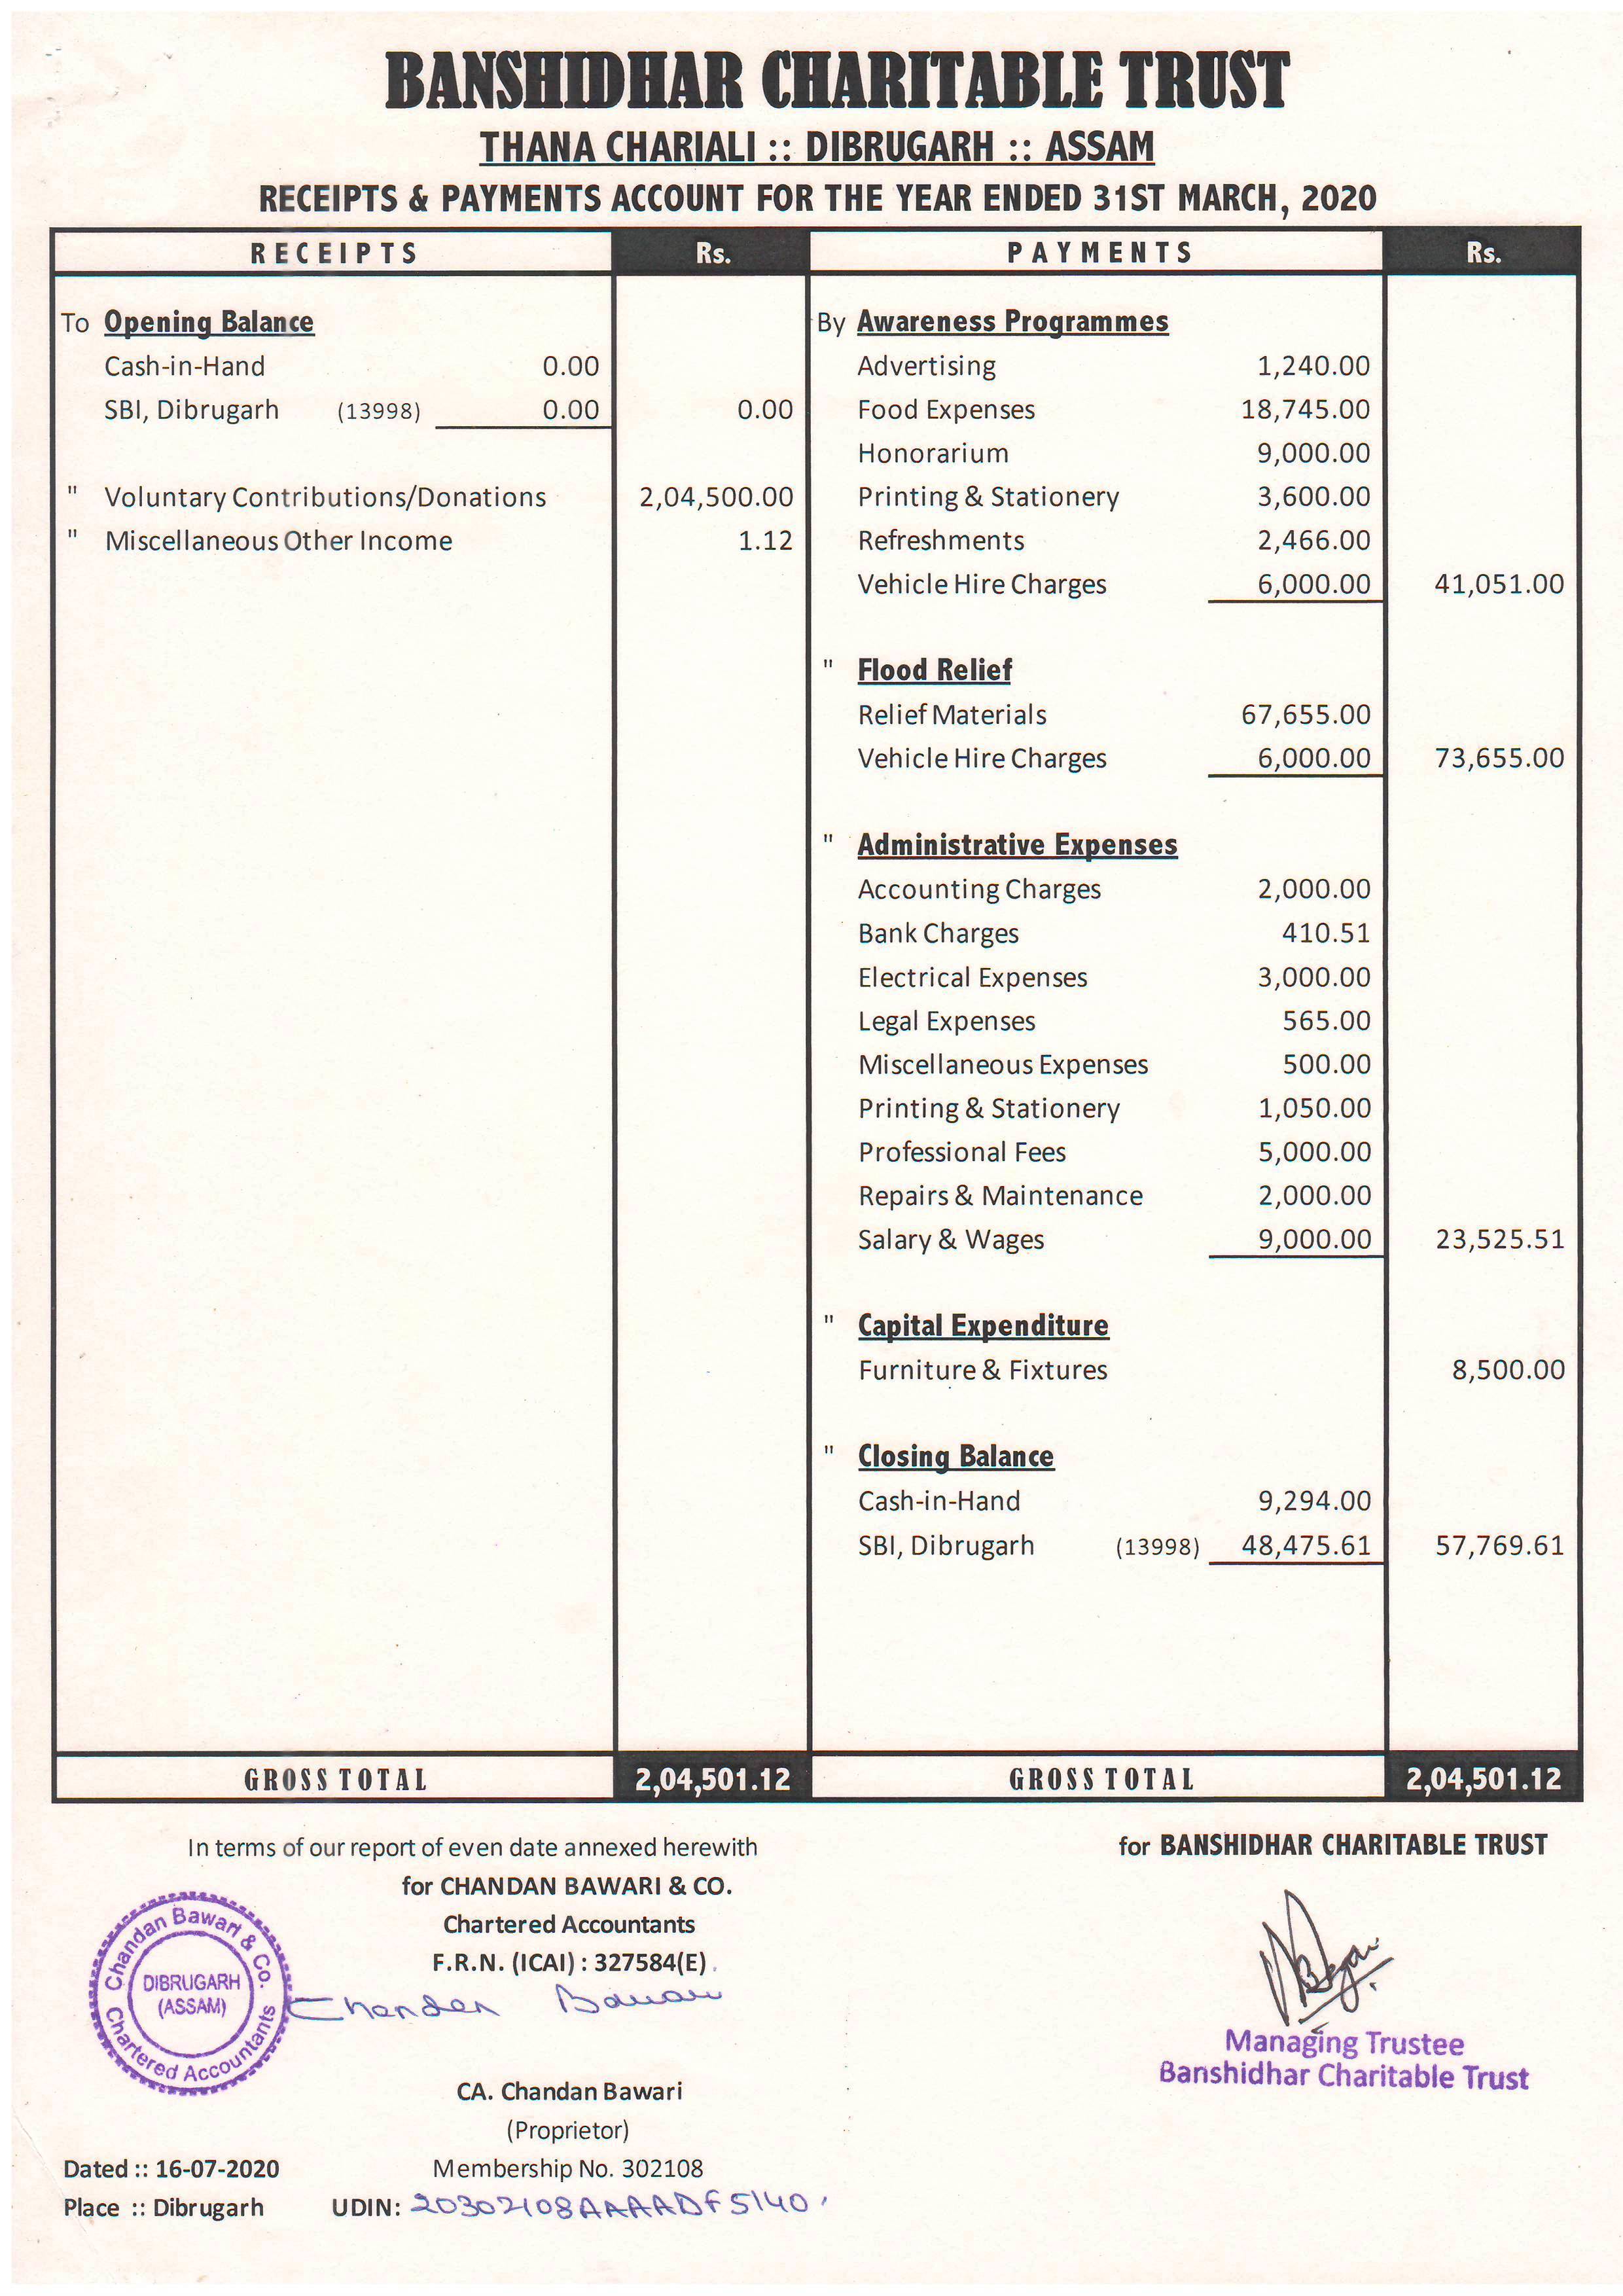 BANSHIDHAR CHARITABLE TRUST
THANA CHARIALI :: DIBRUGARH :: ASSAM
RECEIPTS & PAYMENTS ACCOUNT FOR THE YEAR ENDED 31ST MARCH, 2020
RECEIPTS Rs. PAYMENTS Rs.
To Opening Balance By Awareness Programmes
Cash-in-Hand 0.00 Advertising 1,240.00
SBI, Dibrugarh (13998) 0.00 0.00 Food Expenses 18,745.00
Honorarium 9,000.00
" Voluntary Contributions/Donations 2,04,500.00 Printing & Stationery 3,600.00
" Miscellaneous Other Income 1.12 Refreshments 2,466.00
Vehicle Hire Charges 6,000.00 41,051.00
" Flood Relief
Relief Materials 67,655.00
Vehicle Hire Charges 6,000.00 73,655.00
" Administrative Expenses
Accounting Charges 2,000.00
Bank Charges 410.51
Electrical Expenses 3,000.00
Legal Expenses 565.00
Miscellaneous Expenses 500.00
Printing & Stationery 1,050.00
Professional Fees 5,000.00
Repairs & Maintenance 2,000.00
Salary & Wages 9,000.00 23,525.51
" Capital Expenditure
Furniture & Fixtures 8,500.00
" Closing Balance
Cash-in-Hand 9,294.00
SBI, Dibrugarh (13998) 48,475.61 57,769.61
GROSS TOTAL 2,04,501.12 GROSS TOTAL 2,04,501.12
In terms of our report of even date annexed herewith for BANSHIDHAR CHARITABLE TRUST
for CHANDAN BAWARI & CO.
Chartered Accountants
F.R.N. (ICAI) : 327584(E)
Chandan Bawari & Co.
DIBRUGARH
(ASSAM)
Chartered Accountants
Chandan Bawari
Managing Trustee
Banshidhar Charitable Trust
CA. Chandan Bawari
(Proprietor)
Dated :: 16-07-2020 Membership No. 302108
Place :: Dibrugarh UDIN: 20302108AAAADF5140